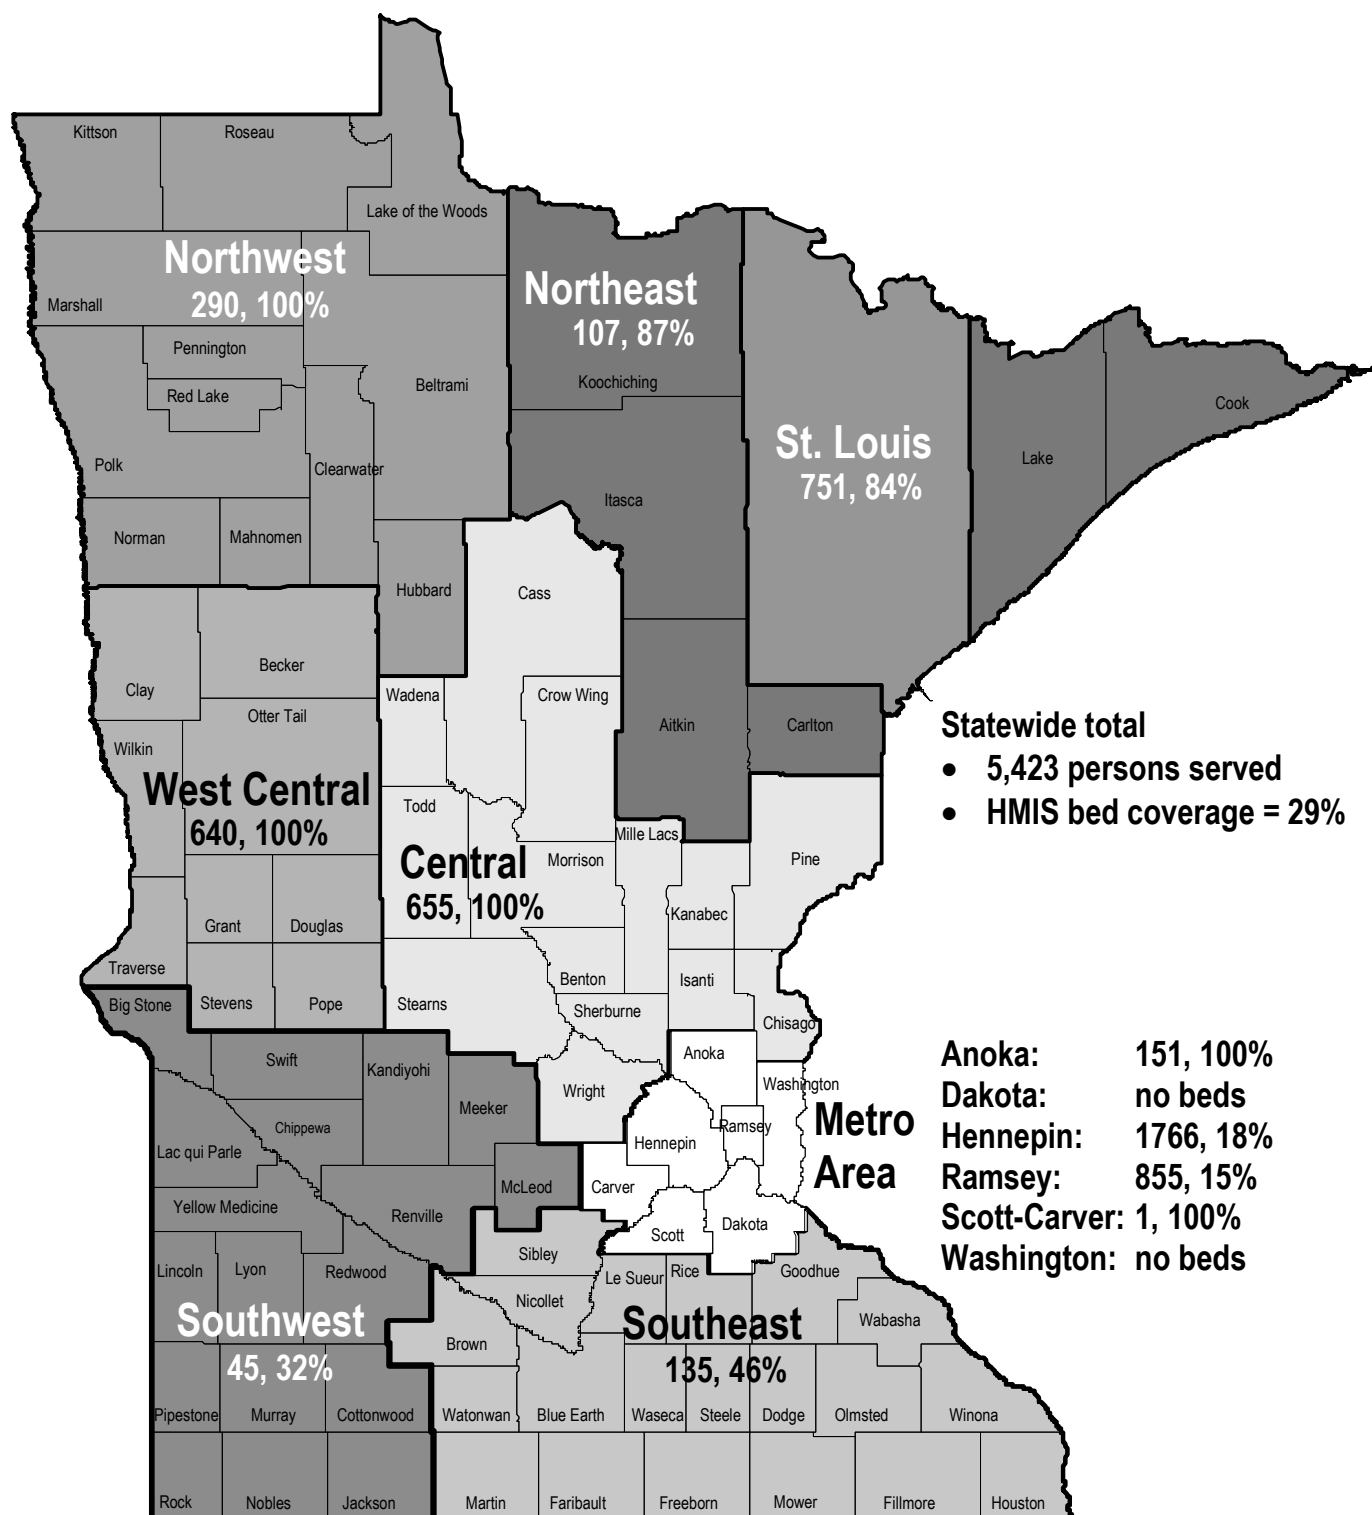 Kittson
Roseau
Lake of the Woods
Northwest
290, 100%
Marshall
Pennington
Red Lake
Beltrami
Polk
Clearwater
Norman
Mahnomen
Hubbard
Northeast
107, 87%
Koochiching
Itasca
St. Louis
751, 84%
Lake
Cook
Aitkin
Carlton
Clay
Becker
Otter Tail
Wilkin
West Central
640, 100%
Grant
Douglas
Traverse
Stevens
Pope
Cass
Wadena
Crow Wing
Todd
Mille Lacs
Morrison
Central
655, 100%
Pine
Kanabec
Benton
Isanti
Stearns
Sherburne
Chisago
Wright
Statewide total
• 5,423 persons served
• HMIS bed coverage = 29%
Anoka
Washington
Ramsey
Hennepin
Carver
Scott
Dakota
Metro
Area
Anoka: 151, 100%
Dakota: no beds
Hennepin: 1766, 18%
Ramsey: 855, 15%
Scott-Carver: 1, 100%
Washington: no beds
Big Stone
Swift
Kandiyohi
Meeker
Chippewa
Lac qui Parle
McLeod
Yellow Medicine
Renville
Lincoln
Lyon
Redwood
Southwest
45, 32%
Pipestone
Murray
Cottonwood
Rock
Nobles
Jackson
Sibley
Nicollet
Le Sueur
Rice
Goodhue
Wabasha
Brown
Southeast
135, 46%
Watonwan
Blue Earth
Waseca
Steele
Dodge
Olmsted
Winona
Martin
Faribault
Freeborn
Mower
Fillmore
Houston